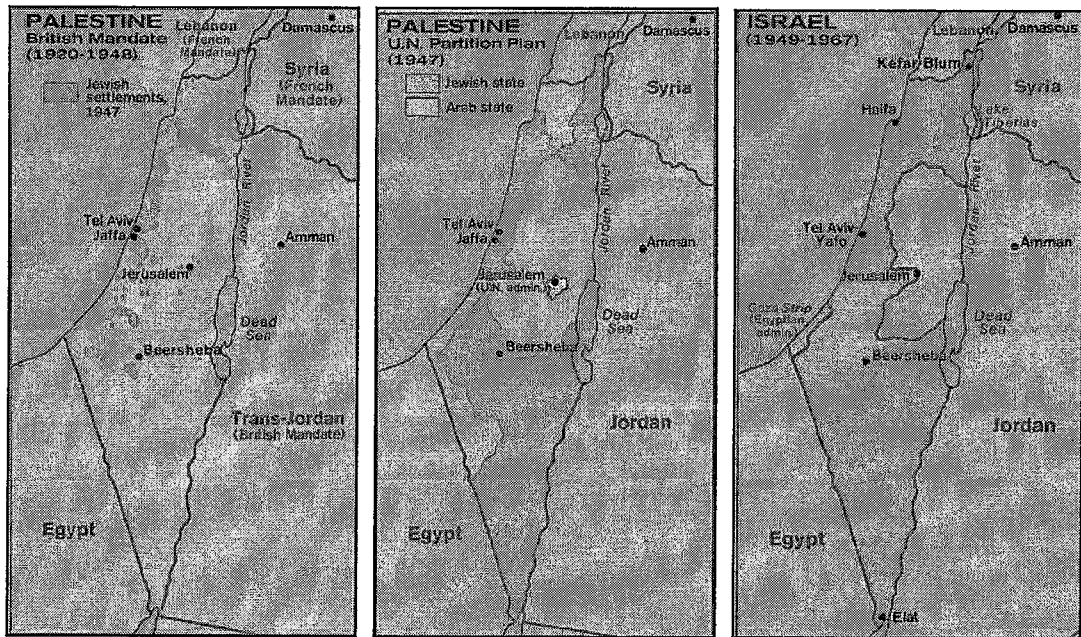 PALESTINE
British Mandate
(1920-1948)
Jewish
settlements,
1947
Lebanon
(French
Mandate)
Damascus
Syria
(French
Mandate)
Jordan River
Tel Aviv
Jaffa
Amman
Jerusalem
Dead
Sea
Beersheba
Trans-Jordan
(British Mandate)
Egypt
PALESTINE
U.N. Partition Plan
(1947)
Jewish state
Arab state
Lebanon
Damascus
Syria
Jordan River
Tel Aviv
Jaffa
Amman
Jerusalem
(U.N. admin.)
Dead
Sea
Beersheba
Jordan
Egypt
ISRAEL
(1949-1967)
Lebanon
Damascus
Kefar Blum
Syria
Haifa
Lake
Tiberias
Jordan River
Tel Aviv
Yafo
Amman
Jerusalem
Gaza Strip
(Egyptian
admin)
Dead
Sea
Beersheba
Jordan
Egypt
Elat